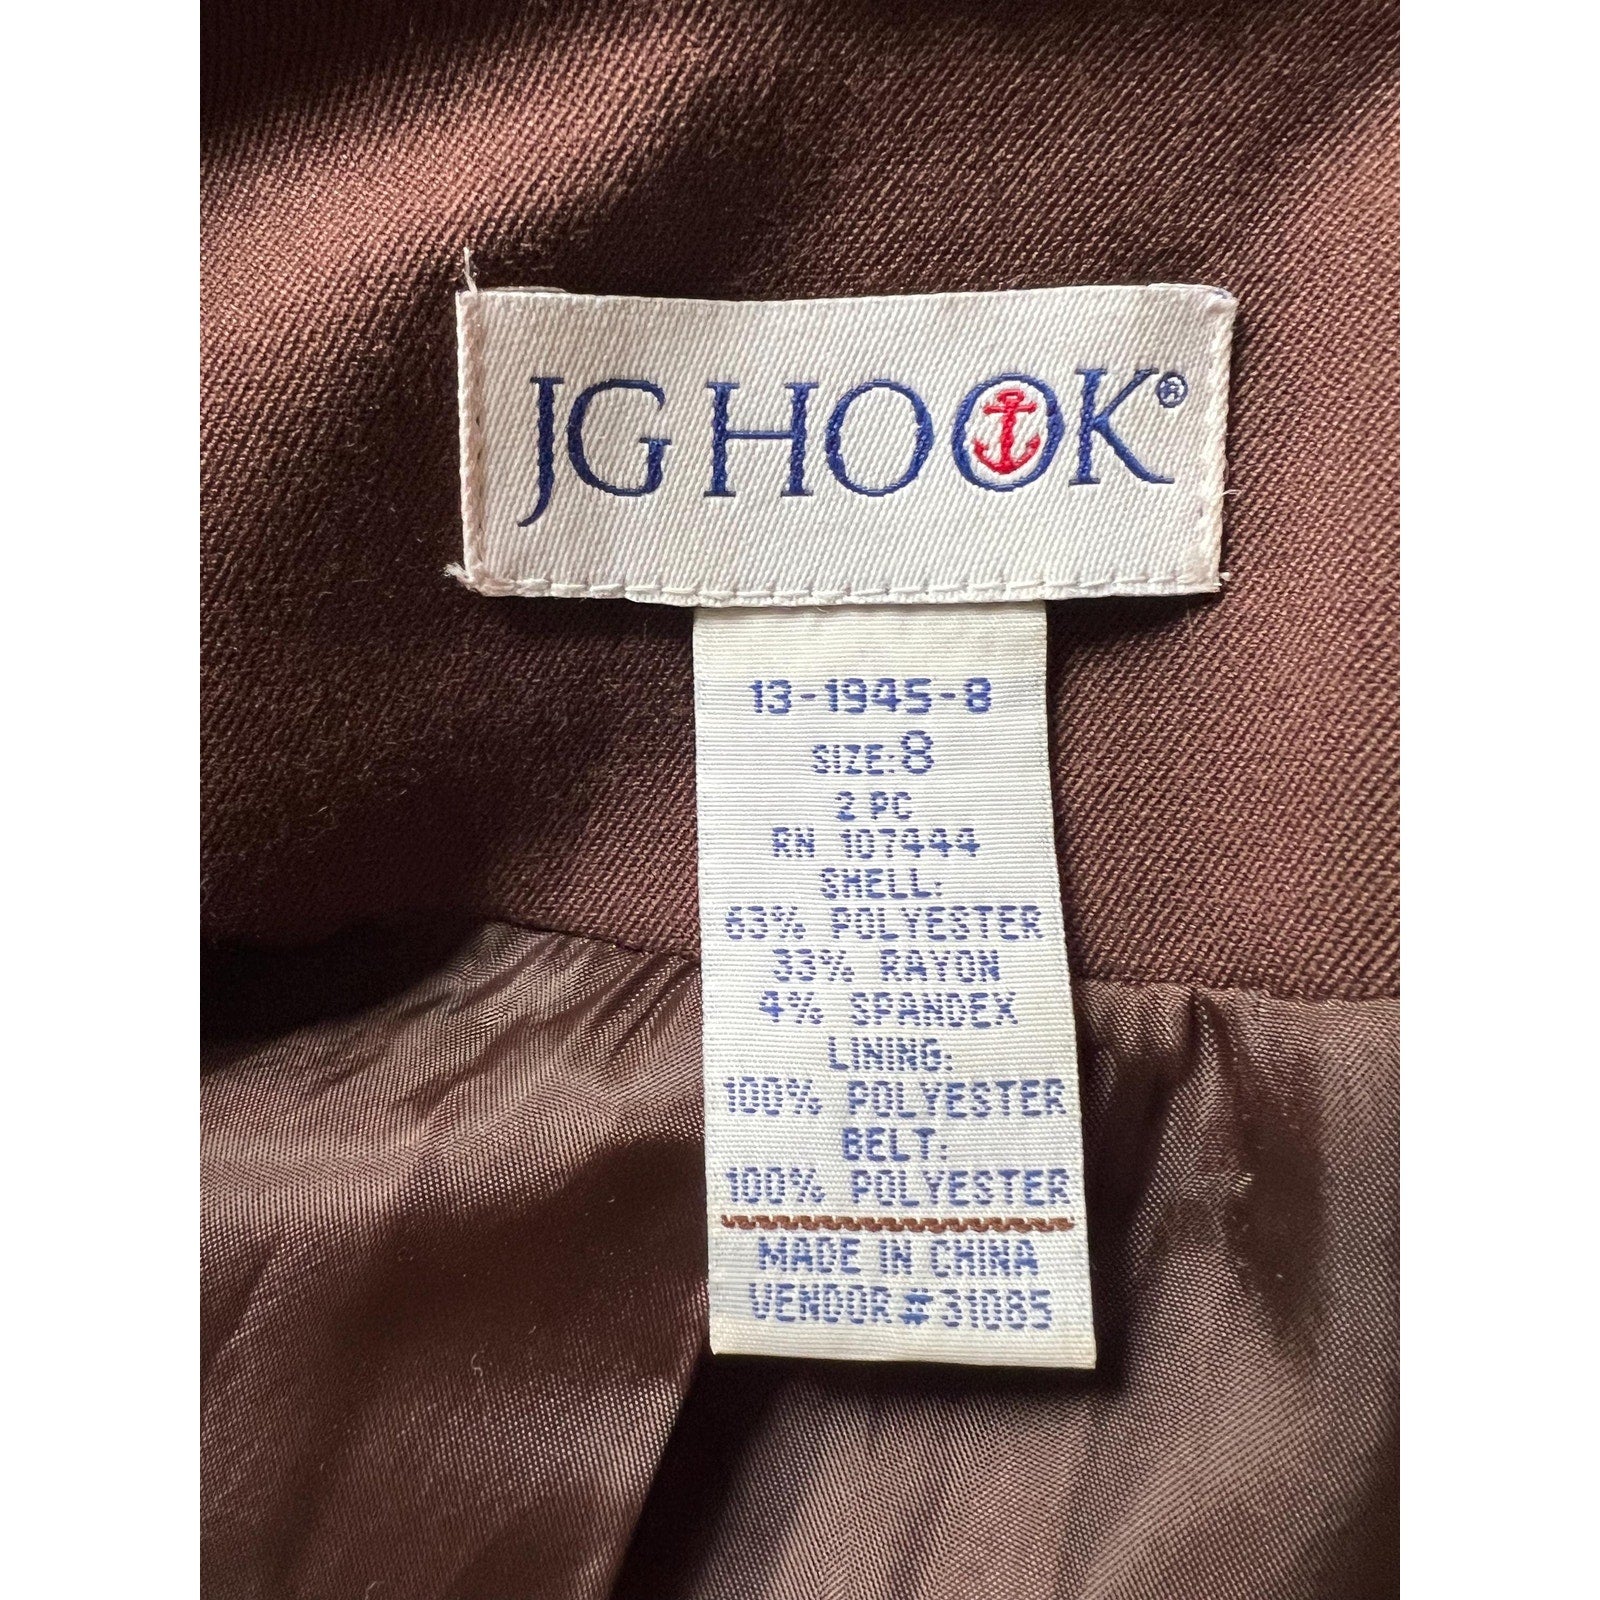 JG HOOK®
13-1945-8
SIZE: 8
2 PC
RN 107444
SHELL:
63% POLYESTER
33% RAYON
4% SPANDEX
LINING:
100% POLYESTER
BELT:
100% POLYESTER
MADE IN CHINA
VENDOR #31085